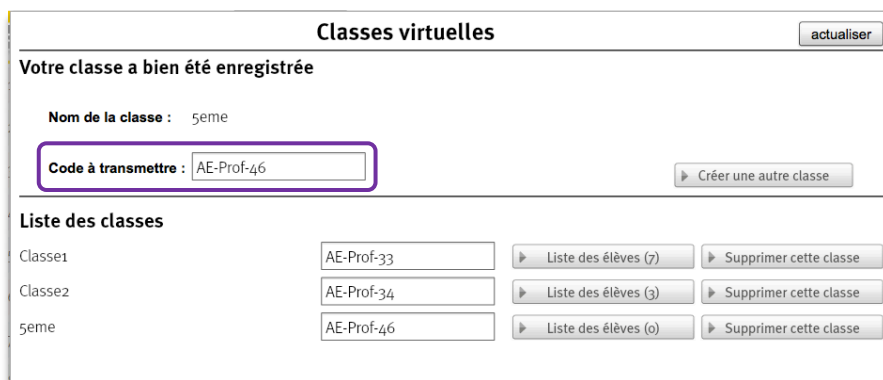 Classes virtuelles
actualiser
Votre classe a bien été enregistrée
Nom de la classe : 5eme
Code à transmettre : AE-Prof-46
Créer une autre classe
Liste des classes
Classe1 AE-Prof-33 Liste des élèves (7) Supprimer cette classe
Classe2 AE-Prof-34 Liste des élèves (3) Supprimer cette classe
5eme AE-Prof-46 Liste des élèves (0) Supprimer cette classe